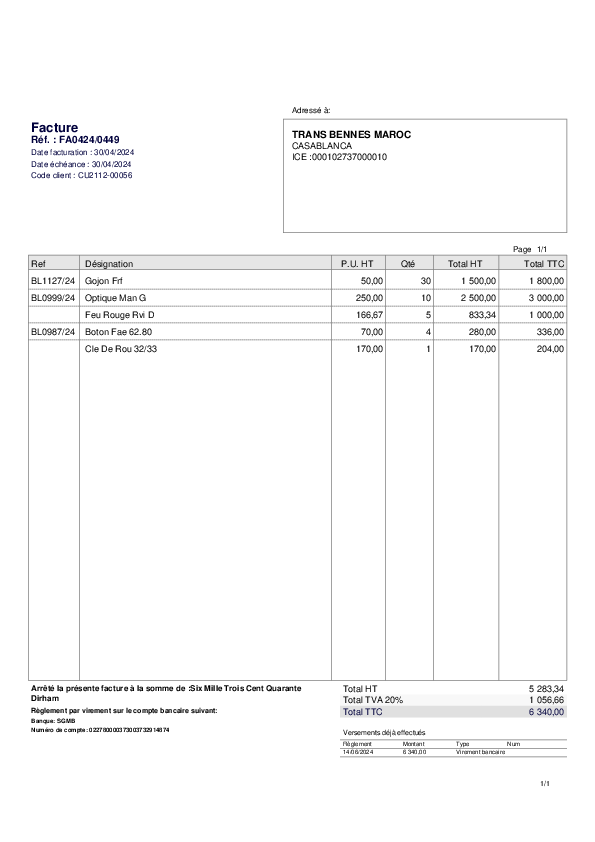 Adressé à:
Facture
Réf. : FA0424/0449
Date facturation : 30/04/2024
Date échéance : 30/04/2024
Code client : CU2112-00056
TRANS BENNES MAROC
CASABLANCA
ICE :000102737000010
Page 1/1
Ref Désignation P.U. HT Qté Total HT Total TTC
BL1127/24 Gojon Frf 50,00 30 1 500,00 1 800,00
BL0999/24 Optique Man G 250,00 10 2 500,00 3 000,00
Feu Rouge Rvi D 166,67 5 833,34 1 000,00
BL0987/24 Boton Fae 62.80 70,00 4 280,00 336,00
Cle De Rou 32/33 170,00 1 170,00 204,00
Arrêté la présente facture à la somme de :Six Mille Trois Cent Quarante
Dirham
Règlement par virement sur le compte bancaire suivant:
Banque: SGMB
Numéro de compte: 022780000373003732914874
Total HT 5 283,34
Total TVA 20% 1 056,66
Total TTC 6 340,00
Versements déjà effectués
Règlement Montant Type Num
14/06/2024 6 340,00 Virement bancaire
1/1